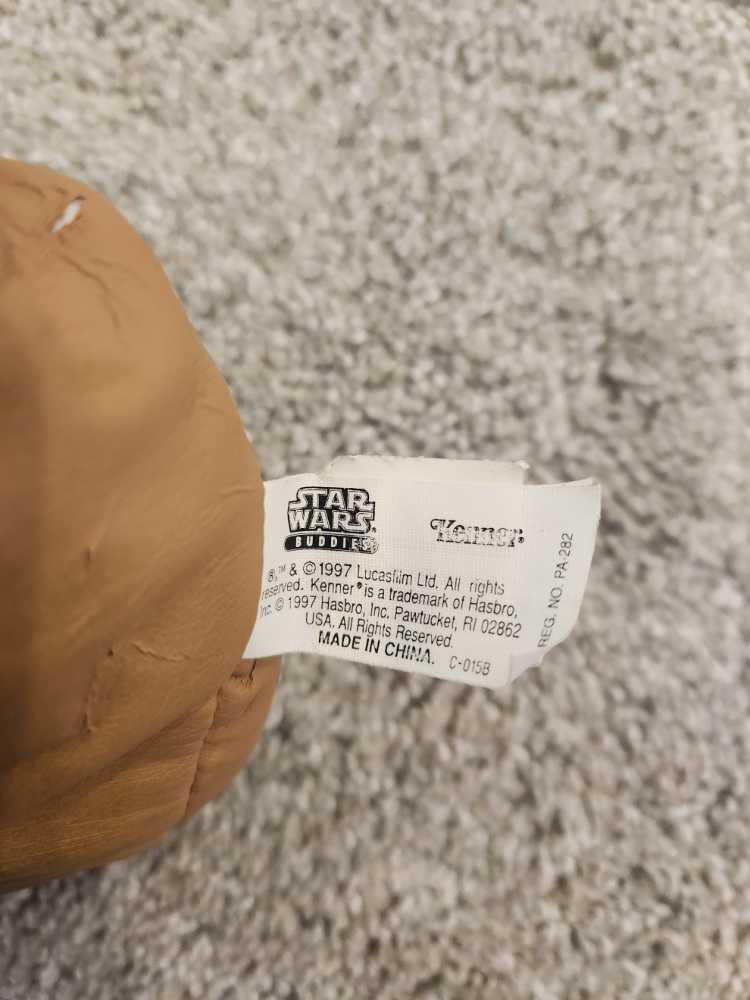 STAR
WARS.
BUDDIES
Kenner®
®,™ & ©1997 Lucasfilm Ltd. All rights
reserved. Kenner® is a trademark of Hasbro,
Inc. © 1997 Hasbro, Inc. Pawtucket, RI 02862
USA. All Rights Reserved.
MADE IN CHINA. C-015B
REG. NO. PA-282